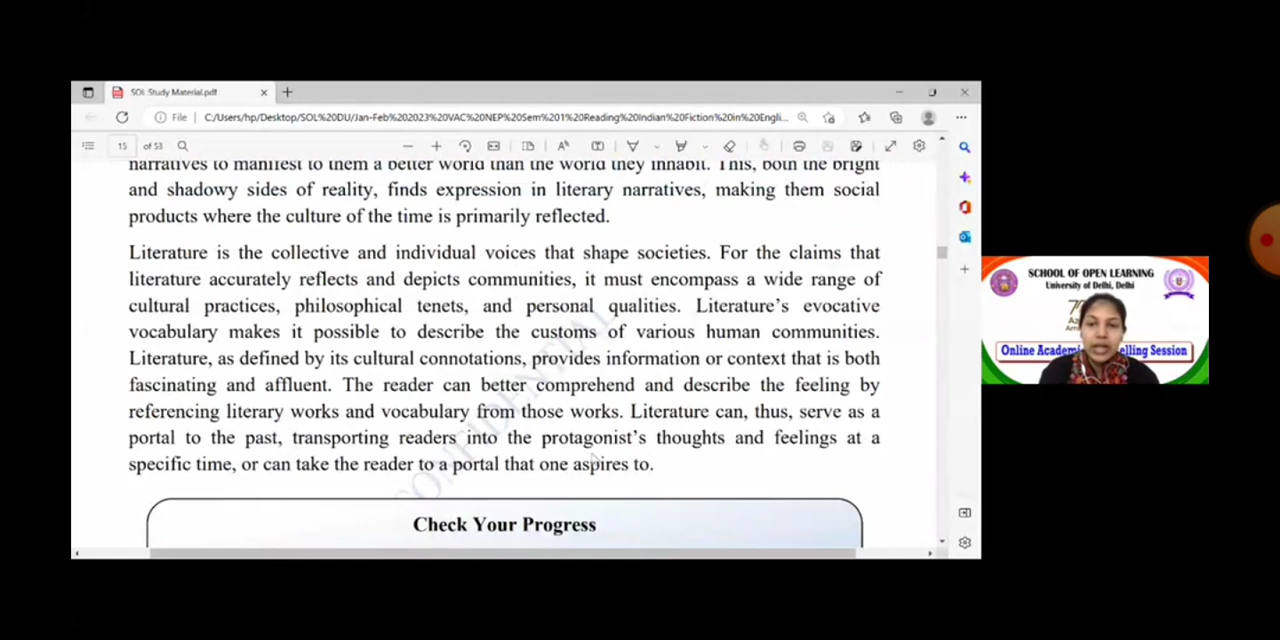 SOL Study Material.pdf
File
C:/Users/hp/Desktop/SOL%20DU/Jan-Feb%202023%20VAC%20NEP%20Sem%201%20Reading%20Indian%20Fiction%20in%20Engli...
15 of 53
narratives to manifest to them a better world than the world they inhabit. This, both the bright
and shadowy sides of reality, finds expression in literary narratives, making them social
products where the culture of the time is primarily reflected.
Literature is the collective and individual voices that shape societies. For the claims that
literature accurately reflects and depicts communities, it must encompass a wide range of
cultural practices, philosophical tenets, and personal qualities. Literature's evocative
vocabulary makes it possible to describe the customs of various human communities.
Literature, as defined by its cultural connotations, provides information or context that is both
fascinating and affluent. The reader can better comprehend and describe the feeling by
referencing literary works and vocabulary from those works. Literature can, thus, serve as a
portal to the past, transporting readers into the protagonist's thoughts and feelings at a
specific time, or can take the reader to a portal that one aspires to.
CONFIDENTIAL
Check Your Progress
SCHOOL OF OPEN LEARNING
University of Delhi, Delhi
Online Academic
elling Session